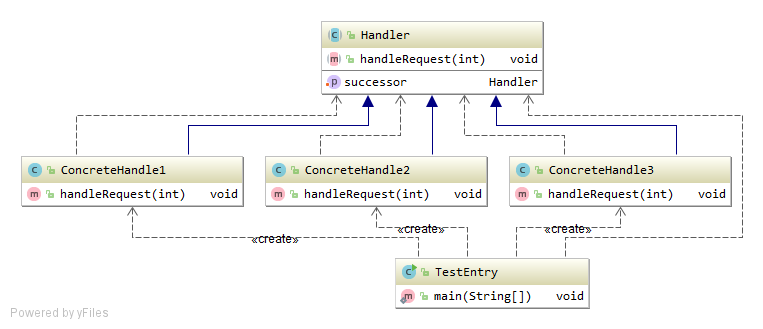 Handler
handleRequest(int) void
successor Handler
ConcreteHandle1
handleRequest(int) void
ConcreteHandle2
handleRequest(int) void
ConcreteHandle3
handleRequest(int) void
«create»
«create»
«create»
TestEntry
main(String[]) void
Powered by yFiles